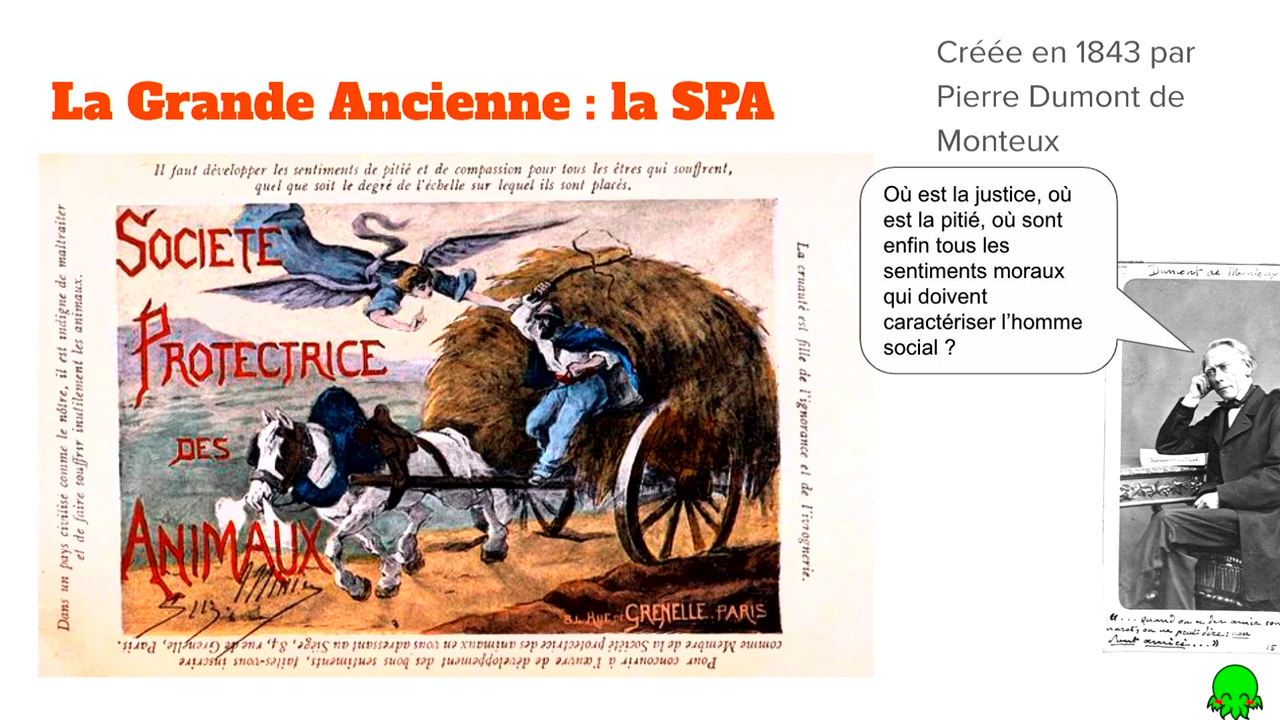 La Grande Ancienne : la SPA
Créée en 1843 par
Pierre Dumont de
Monteux
Il faut développer les sentiments de pitié et de compassion pour tous les êtres qui souffrent,
quel que soit le degré de l'échelle sur lequel ils sont placés.
Dans un pays civilisé comme le nôtre, il est indigne de maltraiter
et de faire souffrir inutilement les animaux.
SOCIETE
PROTECTRICE
DES
ANIMAUX
84 RUE DE GRENELLE. PARIS
La cruauté est fille de l'ignorance et de l'ivrognerie.
Pour concourir à l'œuvre de développement des bons sentiments, faites-vous inscrire
comme Membre de la Société protectrice des animaux en vous adressant au Siège, 84, rue de Grenelle, Paris.
Où est la justice, où
est la pitié, où sont
enfin tous les
sentiments moraux
qui doivent
caractériser l'homme
social ?
Dumont de Monteux
"... quand on a des amis